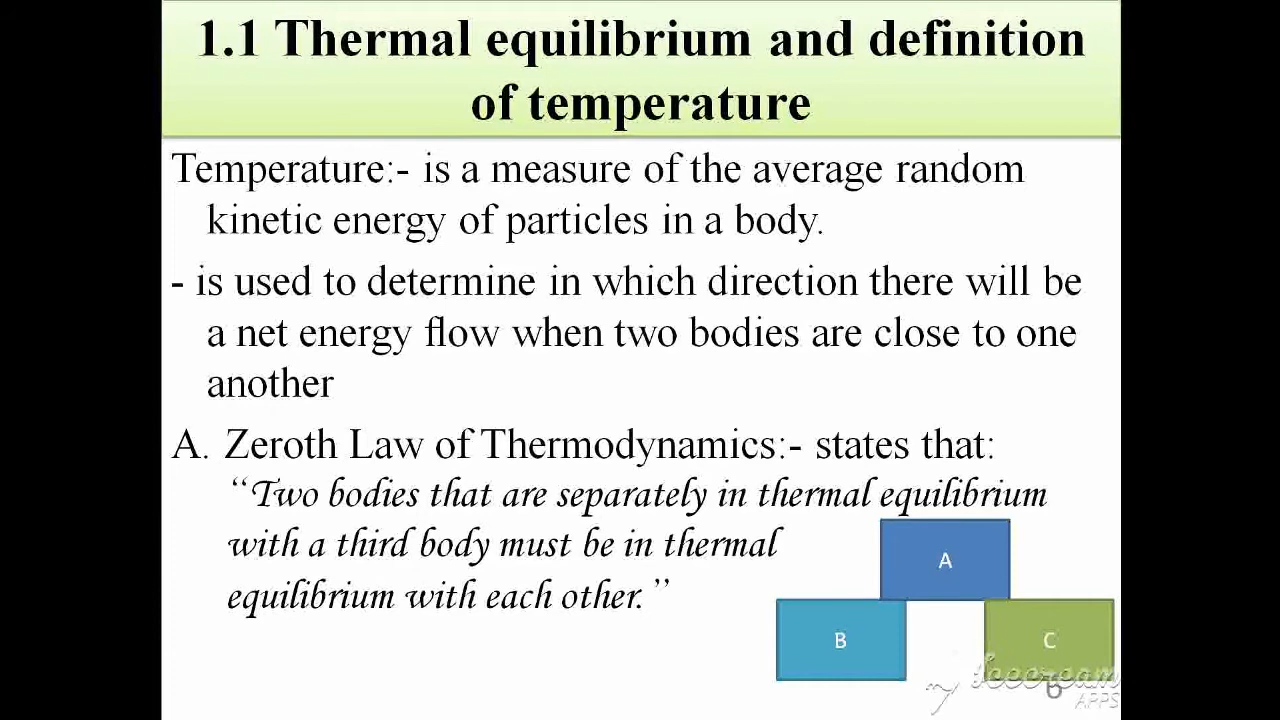 1.1 Thermal equilibrium and definition
of temperature
Temperature:- is a measure of the average random
kinetic energy of particles in a body.
- is used to determine in which direction there will be
a net energy flow when two bodies are close to one
another
A. Zeroth Law of Thermodynamics:- states that:
“Two bodies that are separately in thermal equilibrium
with a third body must be in thermal
equilibrium with each other.”
A
B
C
6
APPS